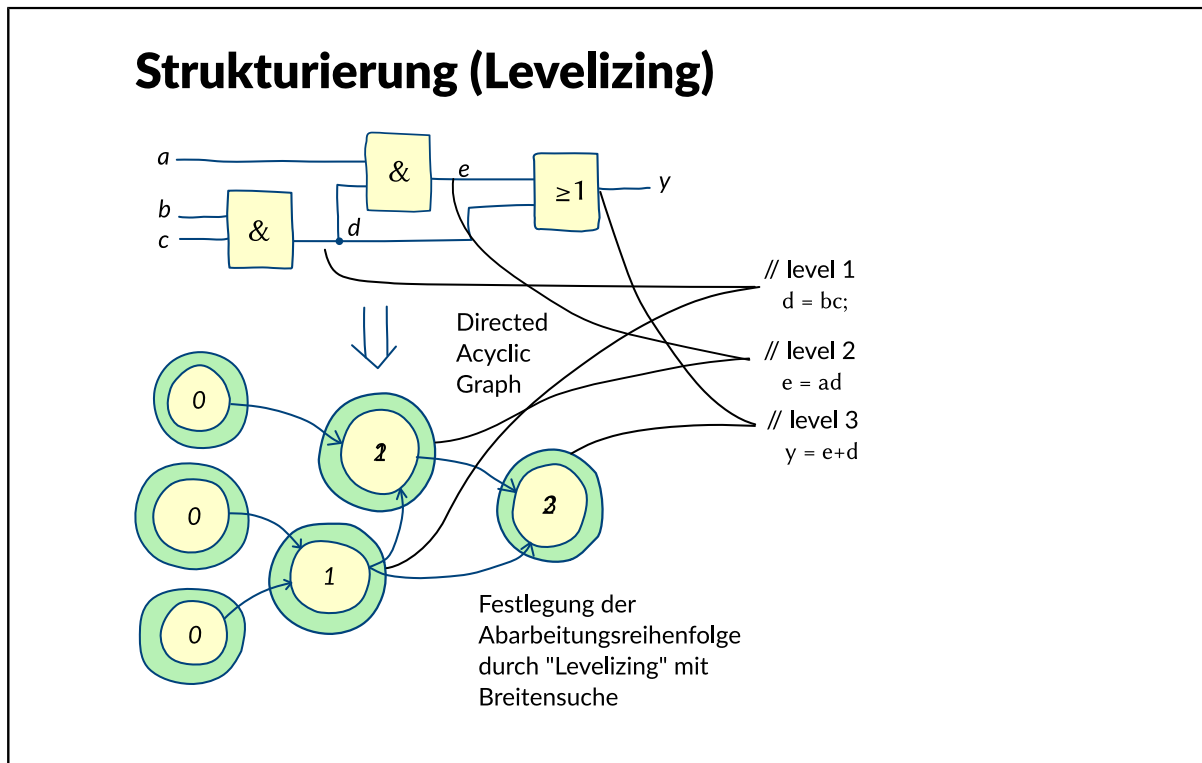 Strukturierung (Levelizing)
a
&
e
≥1
y
b
c
&
d
// level 1
d = bc;
Directed
Acyclic
Graph
// level 2
e = ad
// level 3
y = e+d
0
0
1
0
Festlegung der
Abarbeitungsreihenfolge
durch "Levelizing" mit
Breitensuche